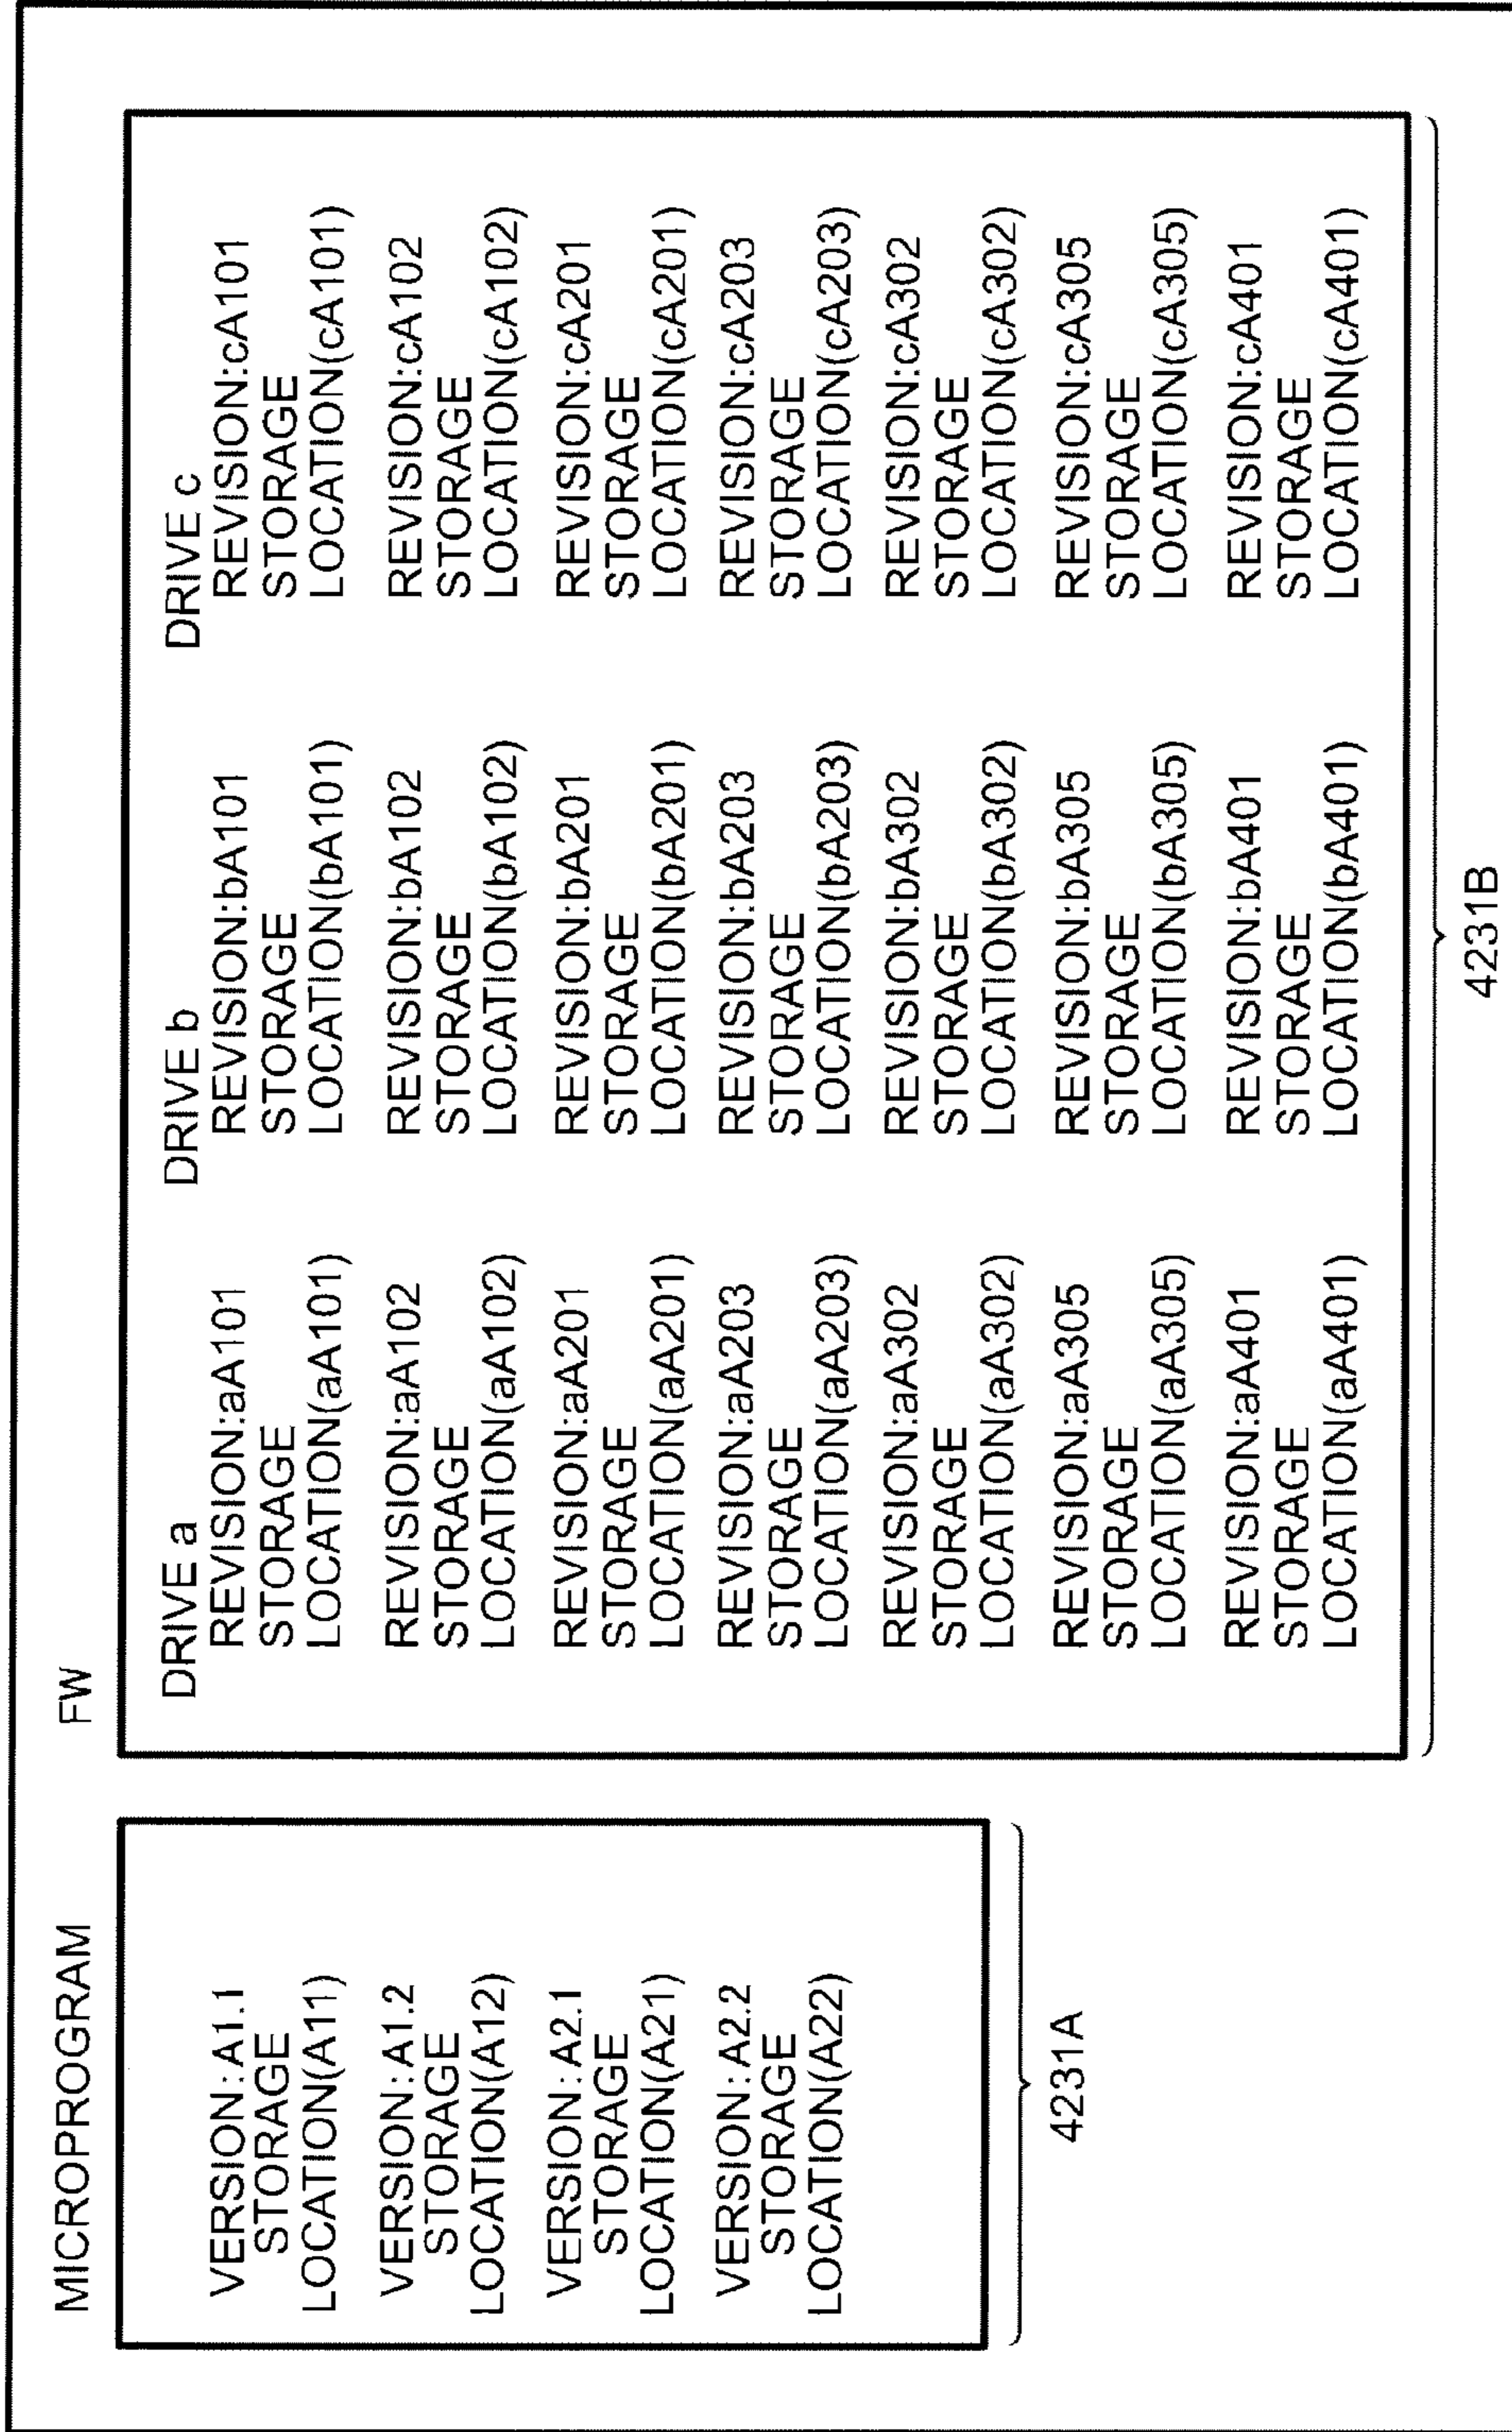 MICROPROGRAM
VERSION:A1.1
STORAGE
LOCATION(A11)
VERSION:A1.2
STORAGE
LOCATION(A12)
VERSION:A2.1
STORAGE
LOCATION(A21)
VERSION:A2.2
STORAGE
LOCATION(A22)
4231A
FW
DRIVE a
REVISION:aA101
STORAGE
LOCATION(aA101)
REVISION:aA102
STORAGE
LOCATION(aA102)
REVISION:aA201
STORAGE
LOCATION(aA201)
REVISION:aA203
STORAGE
LOCATION(aA203)
REVISION:aA302
STORAGE
LOCATION(aA302)
REVISION:aA305
STORAGE
LOCATION(aA305)
REVISION:aA401
STORAGE
LOCATION(aA401)
DRIVE b
REVISION:bA101
STORAGE
LOCATION(bA101)
REVISION:bA102
STORAGE
LOCATION(bA102)
REVISION:bA201
STORAGE
LOCATION(bA201)
REVISION:bA203
STORAGE
LOCATION(bA203)
REVISION:bA302
STORAGE
LOCATION(bA302)
REVISION:bA305
STORAGE
LOCATION(bA305)
REVISION:bA401
STORAGE
LOCATION(bA401)
DRIVE c
REVISION:cA101
STORAGE
LOCATION(cA101)
REVISION:cA102
STORAGE
LOCATION(cA102)
REVISION:cA201
STORAGE
LOCATION(cA201)
REVISION:cA203
STORAGE
LOCATION(cA203)
REVISION:cA302
STORAGE
LOCATION(cA302)
REVISION:cA305
STORAGE
LOCATION(cA305)
REVISION:cA401
STORAGE
LOCATION(cA401)
4231B